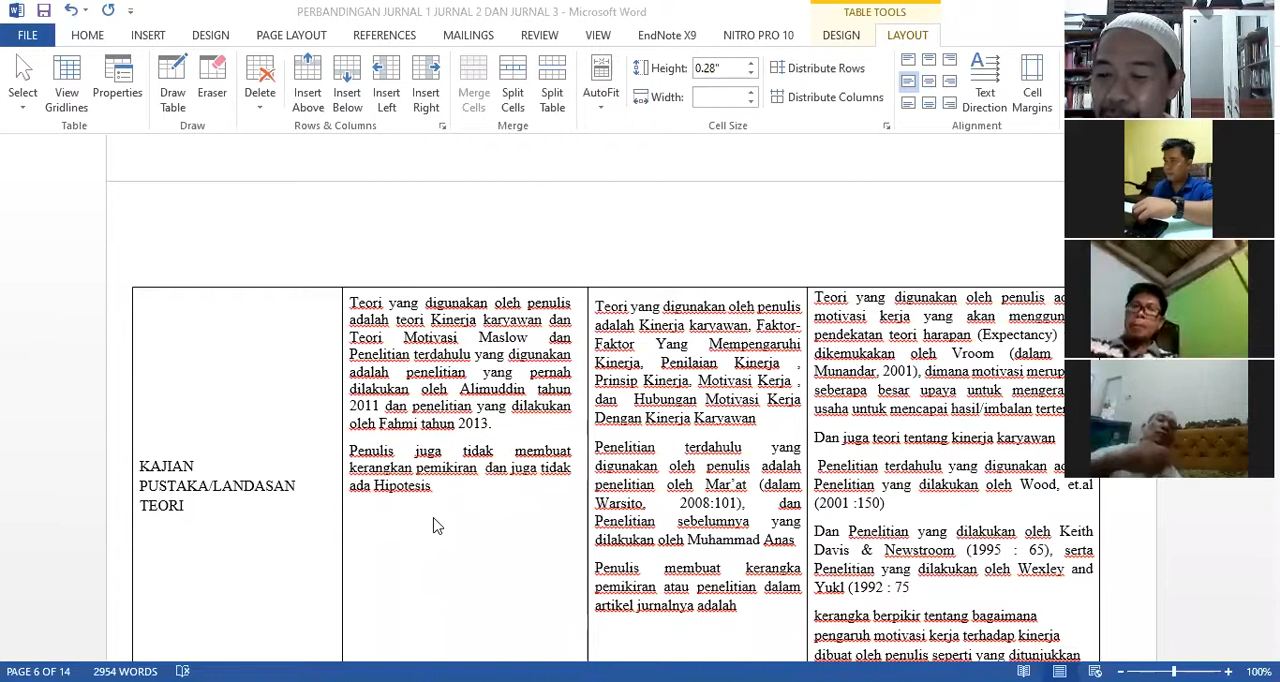 PERBANDINGAN JURNAL 1 JURNAL 2 DAN JURNAL 3 - Microsoft Word
TABLE TOOLS
FILE HOME INSERT DESIGN PAGE LAYOUT REFERENCES MAILINGS REVIEW VIEW EndNote X9 NITRO PRO 10 DESIGN LAYOUT
Select
View Gridlines
Properties
Draw Table
Eraser
Delete
Insert Above
Insert Below
Insert Left
Insert Right
Merge Cells
Split Cells
Split Table
AutoFit
Height: 0.28"
Width:
Distribute Rows
Distribute Columns
Text Direction
Cell Margins
Table
Draw
Rows & Columns
Merge
Cell Size
Alignment
KAJIAN
PUSTAKA/LANDASAN
TEORI
Teori yang digunakan oleh penulis
adalah teori Kinerja karyawan dan
Teori Motivasi Maslow dan
Penelitian terdahulu yang digunakan
adalah penelitian yang pernah
dilakukan oleh Alimuddin tahun
2011 dan penelitian yang dilakukan
oleh Fahmi tahun 2013.
Penulis juga tidak membuat
kerangkan pemikiran dan juga tidak
ada Hipotesis
Teori yang digunakan oleh penulis
adalah Kinerja karyawan. Faktor-
Faktor Yang Mempengaruhi
Kinerja, Penilaian Kinerja ,
Prinsip Kinerja. Motivasi Kerja ,
dan Hubungan Motivasi Kerja
Dengan Kinerja Karyawan
Penelitian terdahulu yang
digunakan oleh penulis adalah
penelitian oleh Mar’at (dalam
Warsito, 2008:101), dan
Penelitian sebelumnya yang
dilakukan oleh Muhammad Anas
Penulis membuat kerangka
pemikiran atau penelitian dalam
artikel jurnalnya adalah
Teori yang digunakan oleh penulis
motivasi kerja yang akan
pendekatan teori harapan (Expectancy)
dikemukakan oleh Vroom (dalam
Munandar, 2001), dimana motivasi
seberapa besar upaya untuk
usaha untuk mencapai hasil/imbalan
Dan juga teori tentang kinerja karyawan
Penelitian terdahulu yang digunakan
Penelitian yang dilakukan oleh Wood, et.al
(2001 :150)
Dan Penelitian yang dilakukan oleh Keith
Davis & Newstroom (1995 : 65), serta
Penelitian yang dilakukan oleh Wexley and
Yukl (1992 : 75
kerangka berpikir tentang bagaimana
pengaruh motivasi kerja terhadap kinerja
dibuat oleh penulis seperti yang ditunjukkan
PAGE 6 OF 14 2954 WORDS 100%